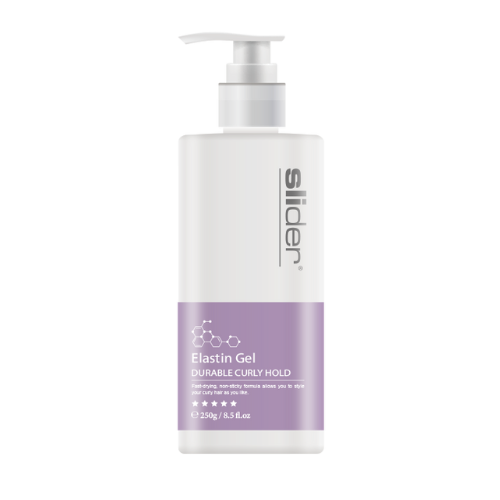 slider®
Elastin Gel
DURABLE CURLY HOLD
Fast-drying, non-sticky formula allows you to style
your curly hair as you like
℮ 250g / 8.5 fl.oz